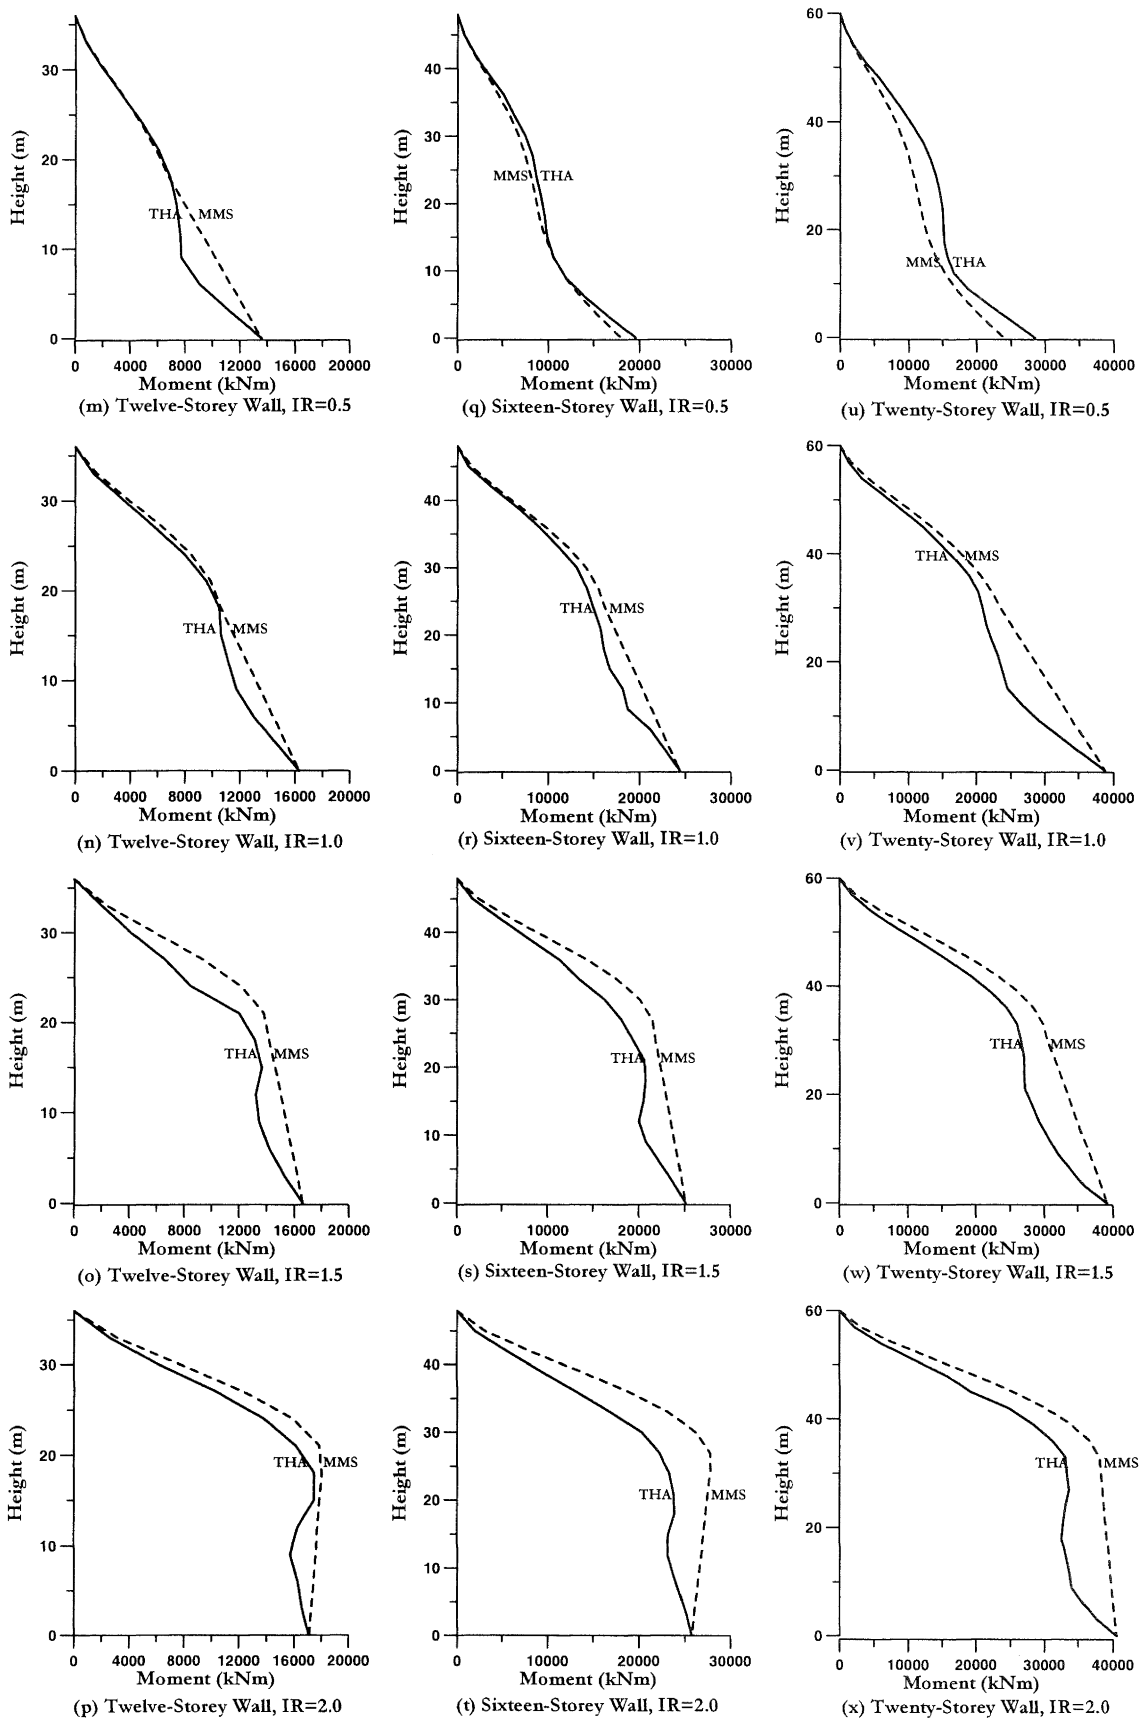 30
20
10
0
Height (m)
THA MMS
0 4000 8000 12000 16000 20000
Moment (kNm)
(m) Twelve-Storey Wall, IR=0.5
40
30
20
10
0
Height (m)
MMS THA
0 10000 20000 30000
Moment (kNm)
(q) Sixteen-Storey Wall, IR=0.5
60
40
20
0
Height (m)
MMS THA
0 10000 20000 30000 40000
Moment (kNm)
(u) Twenty-Storey Wall, IR=0.5
30
20
10
0
Height (m)
THA MMS
0 4000 8000 12000 16000 20000
Moment (kNm)
(n) Twelve-Storey Wall, IR=1.0
40
30
20
10
0
Height (m)
THA MMS
0 10000 20000 30000
Moment (kNm)
(r) Sixteen-Storey Wall, IR=1.0
60
40
20
0
Height (m)
THA MMS
0 10000 20000 30000 40000
Moment (kNm)
(v) Twenty-Storey Wall, IR=1.0
30
20
10
0
Height (m)
THA MMS
0 4000 8000 12000 16000 20000
Moment (kNm)
(o) Twelve-Storey Wall, IR=1.5
40
30
20
10
0
Height (m)
THA MMS
0 10000 20000 30000
Moment (kNm)
(s) Sixteen-Storey Wall, IR=1.5
60
40
20
0
Height (m)
THA MMS
0 10000 20000 30000 40000
Moment (kNm)
(w) Twenty-Storey Wall, IR=1.5
30
20
10
0
Height (m)
THA MMS
0 4000 8000 12000 16000 20000
Moment (kNm)
(p) Twelve-Storey Wall, IR=2.0
40
30
20
10
0
Height (m)
THA MMS
0 10000 20000 30000
Moment (kNm)
(t) Sixteen-Storey Wall, IR=2.0
60
40
20
0
Height (m)
THA MMS
0 10000 20000 30000 40000
Moment (kNm)
(x) Twenty-Storey Wall, IR=2.0